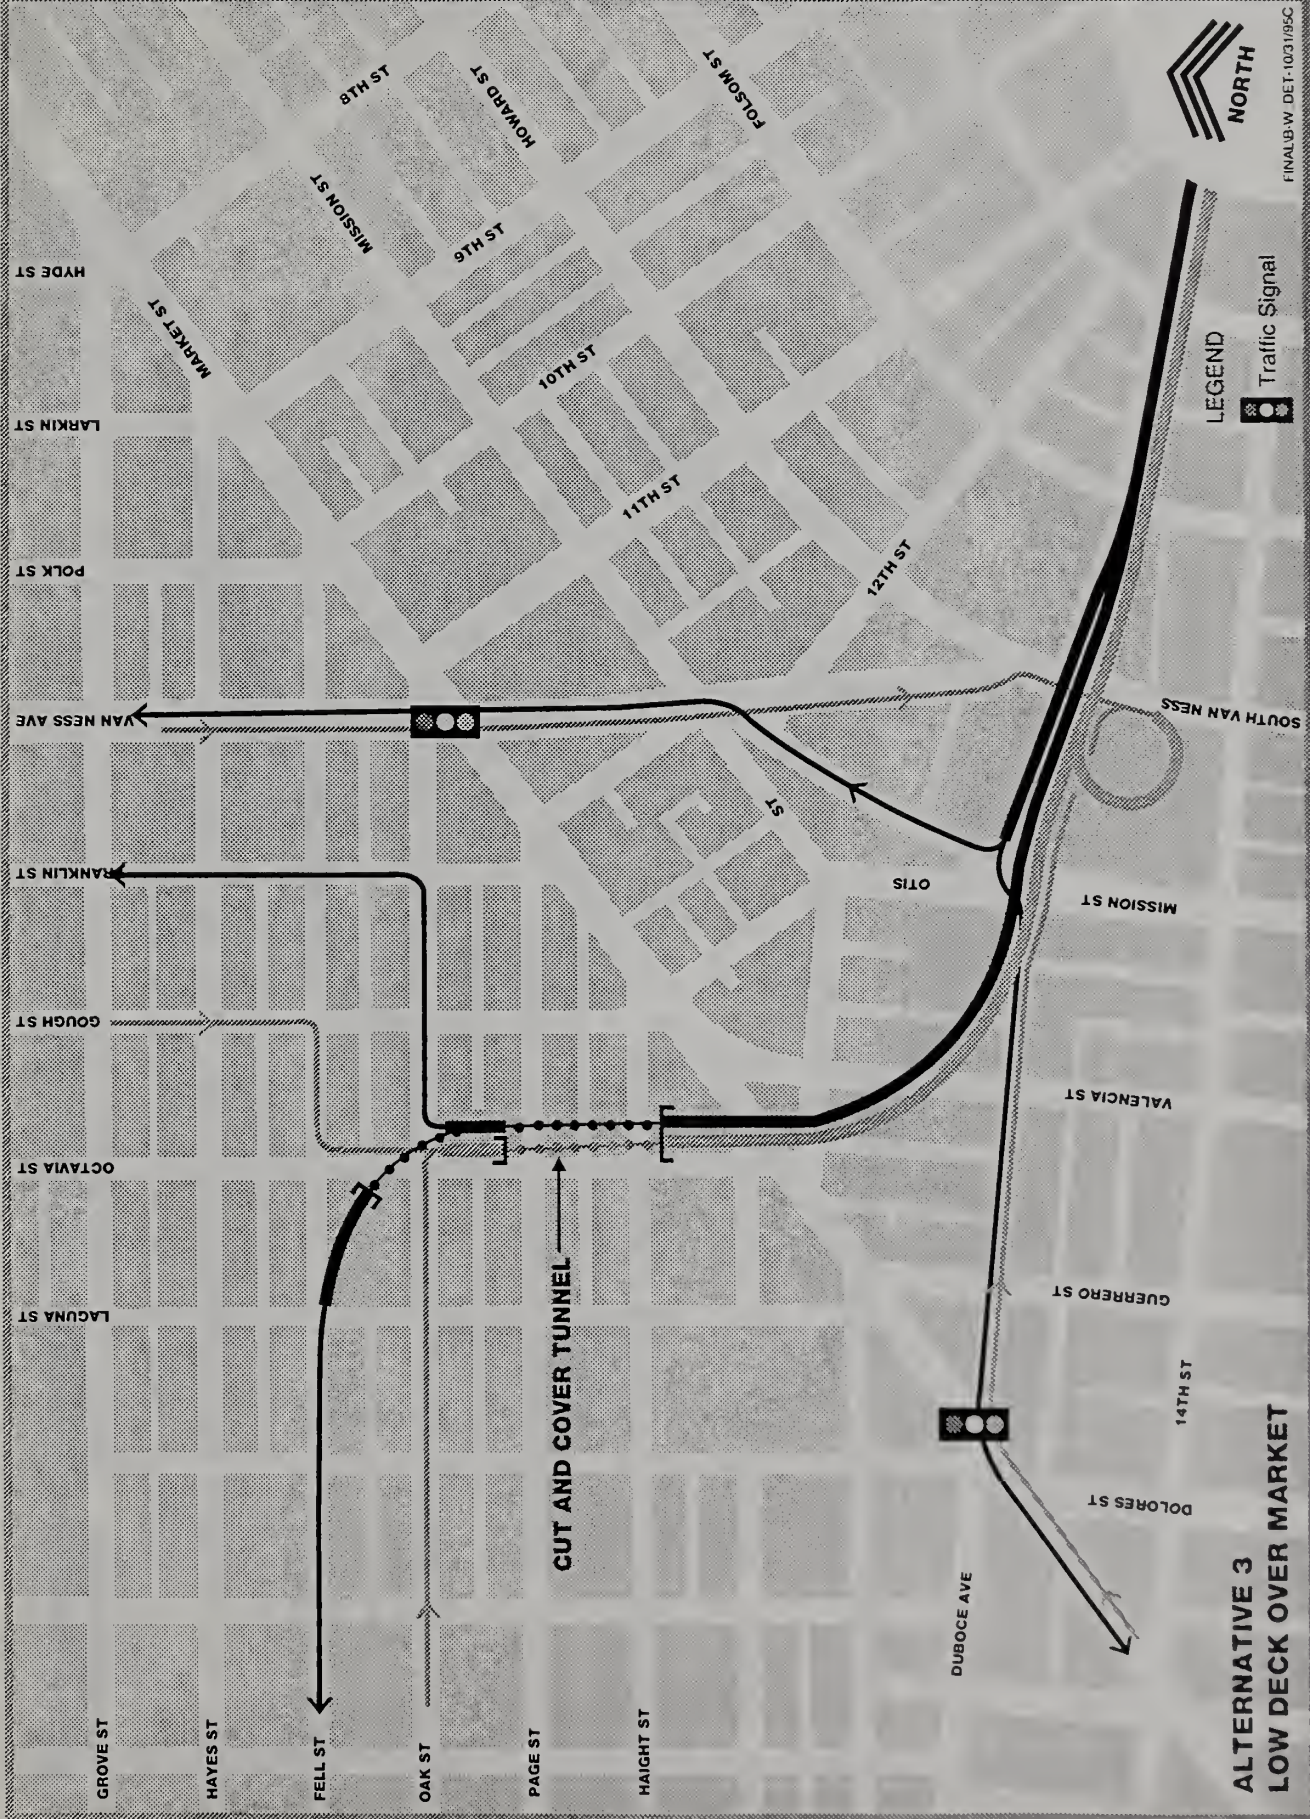 GROVE ST
HAYES ST
FELL ST
OAK ST
PAGE ST
HAIGHT ST
LAGUNA ST
OCTAVIA ST
GOUGH ST
RANKLIN ST
VAN NESS AVE
POLK ST
LARKIN ST
HYDE ST
MARKET ST
MISSION ST
HOWARD ST
FOLSOM ST
8TH ST
9TH ST
10TH ST
11TH ST
12TH ST
ST
OTIS
MISSION ST
SOUTH VAN NESS
VALENCIA ST
GUERRERO ST
14TH ST
DOLORES ST
DUBOCE AVE
CUT AND COVER TUNNEL
ALTERNATIVE 3
LOW DECK OVER MARKET
LEGEND
Traffic Signal
NORTH
FINAL\B-W_DET-10/31/95C